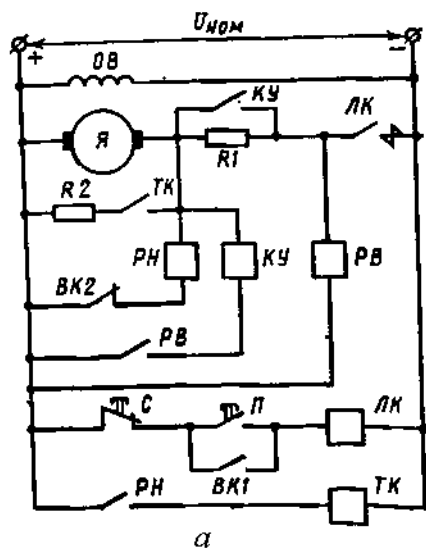 Uном
+ −
ОВ
КУ
Я
R1
ЛК
R2 ТК
РН КУ РВ
ВК2
РВ
С П ЛК
ВК1
РН ТК
а